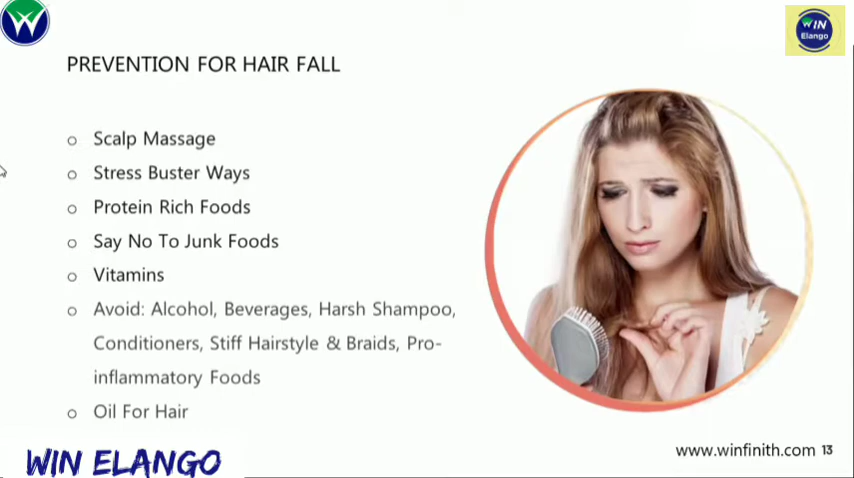 W
WIN
Elango
PREVENTION FOR HAIR FALL
o Scalp Massage
o Stress Buster Ways
o Protein Rich Foods
o Say No To Junk Foods
o Vitamins
o Avoid: Alcohol, Beverages, Harsh Shampoo,
Conditioners, Stiff Hairstyle & Braids, Pro-
inflammatory Foods
o Oil For Hair
www.winfinith.com 13
WIN ELANGO